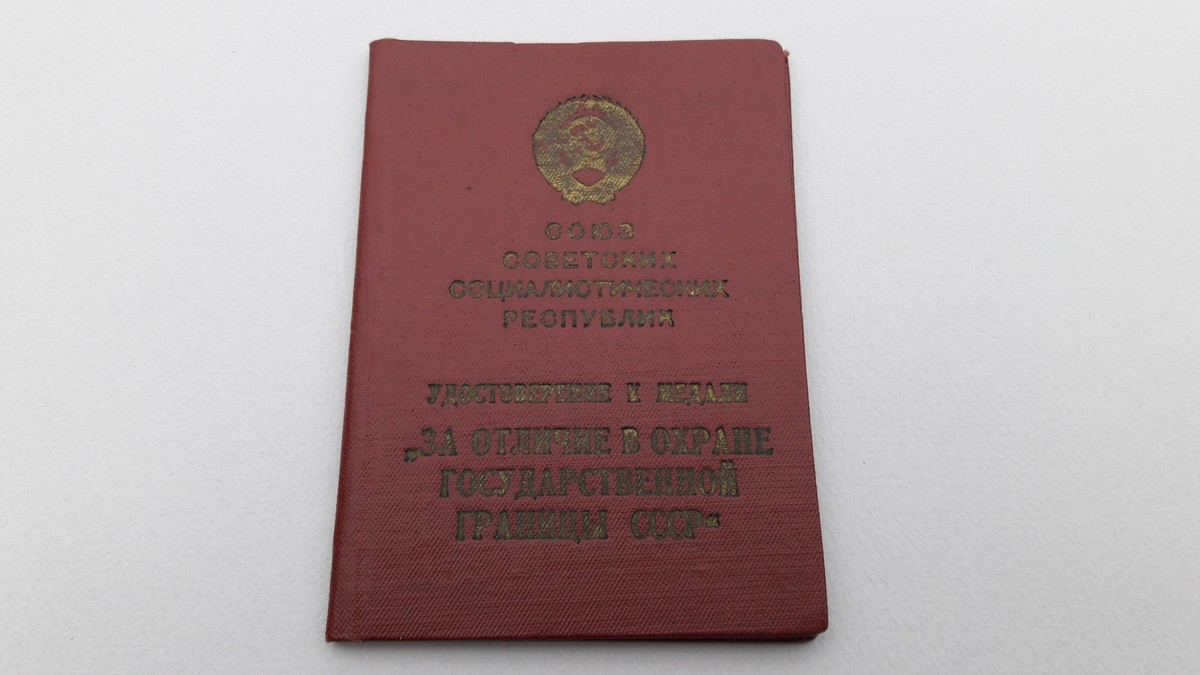 СОЮЗ
СОВЕТСКИХ
СОЦИАЛИСТИЧЕСКИХ
РЕСПУБЛИК
УДОСТОВЕРЕНИЕ К МЕДАЛИ
„ЗА ОТЛИЧИЕ В ОХРАНЕ
ГОСУДАРСТВЕННОЙ
ГРАНИЦЫ СССР“